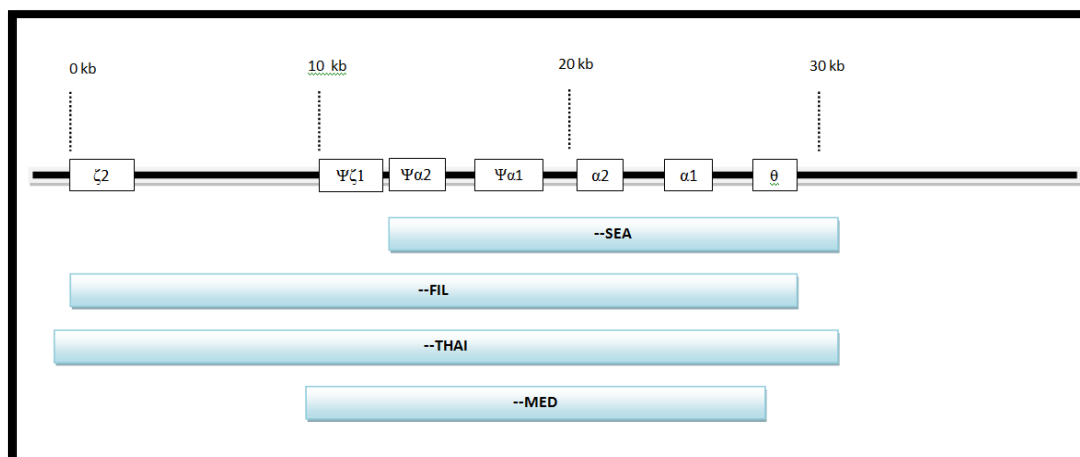 0 kb 10 kb 20 kb 30 kb
ζ2 Ψζ1 Ψα2 Ψα1 α2 α1 θ
--SEA
--FIL
--THAI
--MED